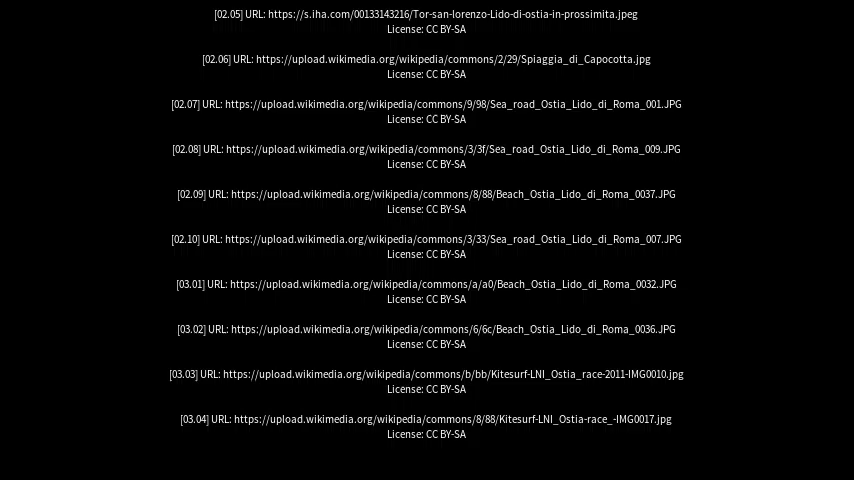 [02.05] URL: https://s.iha.com/00133143216/Tor-san-lorenzo-Lido-di-ostia-in-prossimita.jpeg
License: CC BY-SA
[02.06] URL: https://upload.wikimedia.org/wikipedia/commons/2/29/Spiaggia_di_Capocotta.jpg
License: CC BY-SA
[02.07] URL: https://upload.wikimedia.org/wikipedia/commons/9/98/Sea_road_Ostia_Lido_di_Roma_001.JPG
License: CC BY-SA
[02.08] URL: https://upload.wikimedia.org/wikipedia/commons/3/3f/Sea_road_Ostia_Lido_di_Roma_009.JPG
License: CC BY-SA
[02.09] URL: https://upload.wikimedia.org/wikipedia/commons/8/88/Beach_Ostia_Lido_di_Roma_0037.JPG
License: CC BY-SA
[02.10] URL: https://upload.wikimedia.org/wikipedia/commons/3/33/Sea_road_Ostia_Lido_di_Roma_007.JPG
License: CC BY-SA
[03.01] URL: https://upload.wikimedia.org/wikipedia/commons/a/a0/Beach_Ostia_Lido_di_Roma_0032.JPG
License: CC BY-SA
[03.02] URL: https://upload.wikimedia.org/wikipedia/commons/6/6c/Beach_Ostia_Lido_di_Roma_0036.JPG
License: CC BY-SA
[03.03] URL: https://upload.wikimedia.org/wikipedia/commons/b/bb/Kitesurf-LNI_Ostia_race-2011-IMG0010.jpg
License: CC BY-SA
[03.04] URL: https://upload.wikimedia.org/wikipedia/commons/8/88/Kitesurf-LNI_Ostia-race_-IMG0017.jpg
License: CC BY-SA